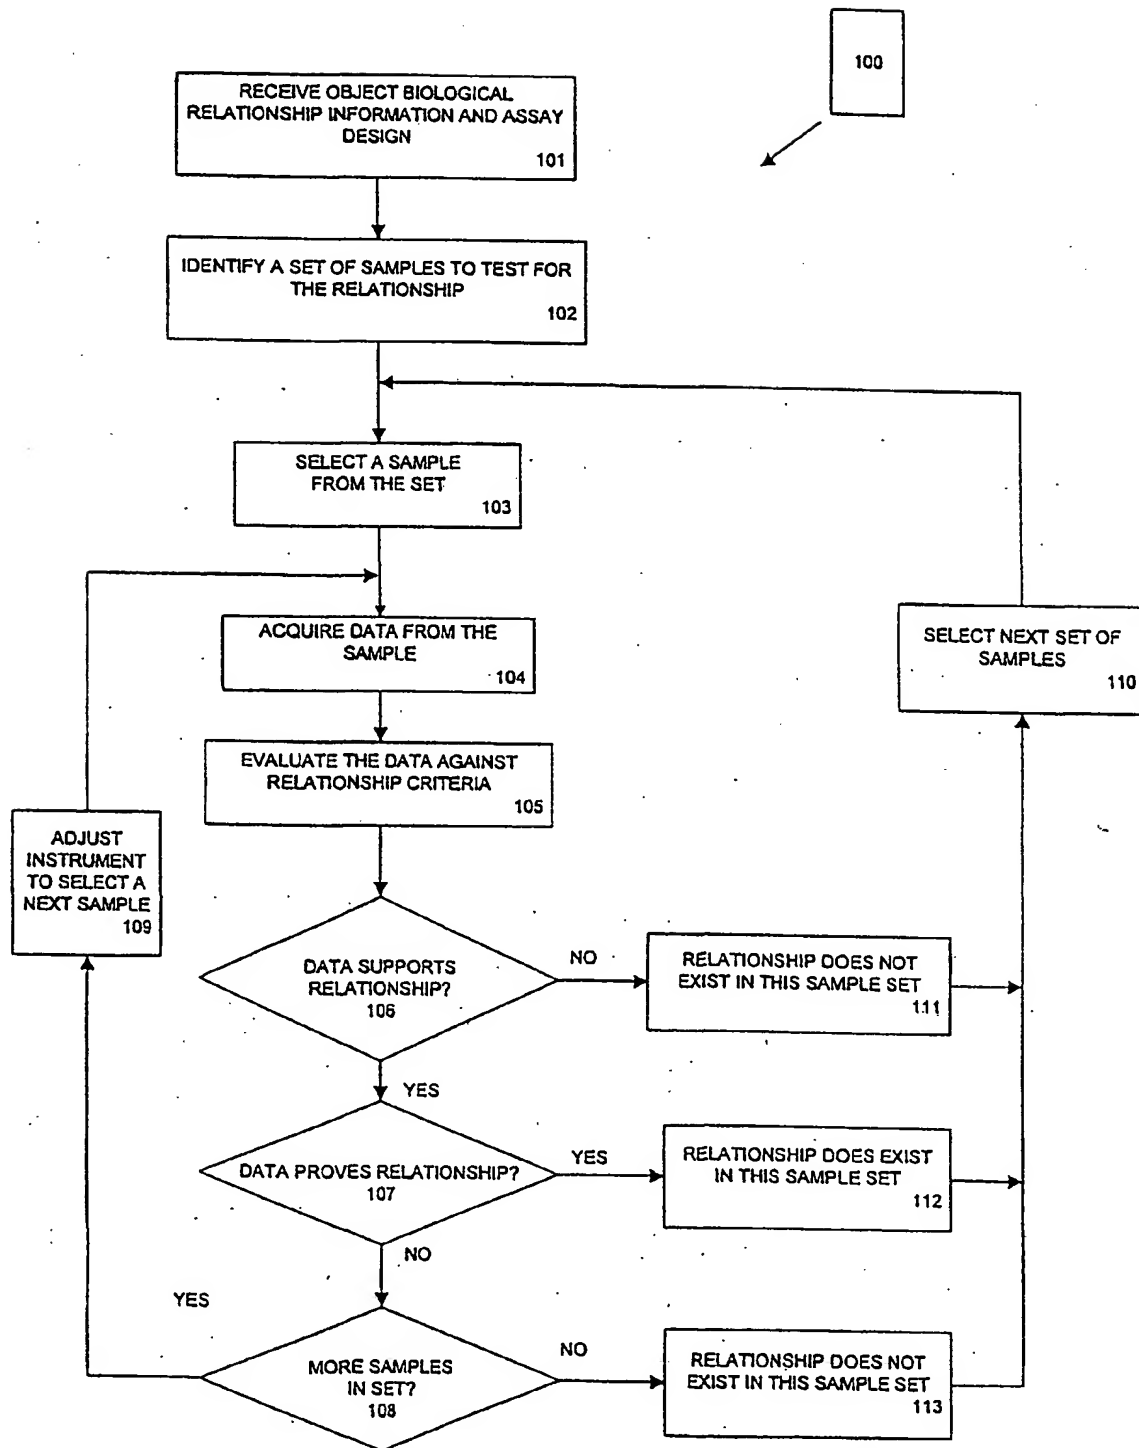 100
RECEIVE OBJECT BIOLOGICAL
RELATIONSHIP INFORMATION AND ASSAY
DESIGN
101
IDENTIFY A SET OF SAMPLES TO TEST FOR
THE RELATIONSHIP
102
SELECT A SAMPLE
FROM THE SET
103
ACQUIRE DATA FROM THE
SAMPLE
104
SELECT NEXT SET OF
SAMPLES
110
EVALUATE THE DATA AGAINST
RELATIONSHIP CRITERIA
105
ADJUST
INSTRUMENT
TO SELECT A
NEXT SAMPLE
109
DATA SUPPORTS
RELATIONSHIP?
106
NO
RELATIONSHIP DOES NOT
EXIST IN THIS SAMPLE SET
111
YES
DATA PROVES RELATIONSHIP?
107
YES
RELATIONSHIP DOES EXIST
IN THIS SAMPLE SET
112
NO
YES
MORE SAMPLES
IN SET?
108
NO
RELATIONSHIP DOES NOT
EXIST IN THIS SAMPLE SET
113